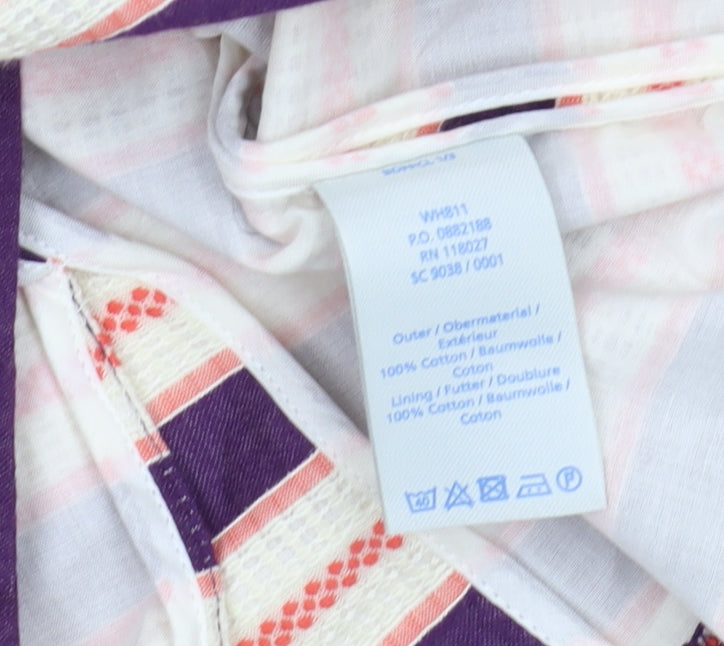 WH811
P.O. 0882188
RN 118027
SC 9038 / 0001
Outer / Obermaterial /
Extérieur
100% Cotton / Baumwolle /
Coton
Lining / Futter / Doublure
100% Cotton / Baumwolle /
Coton
40
P